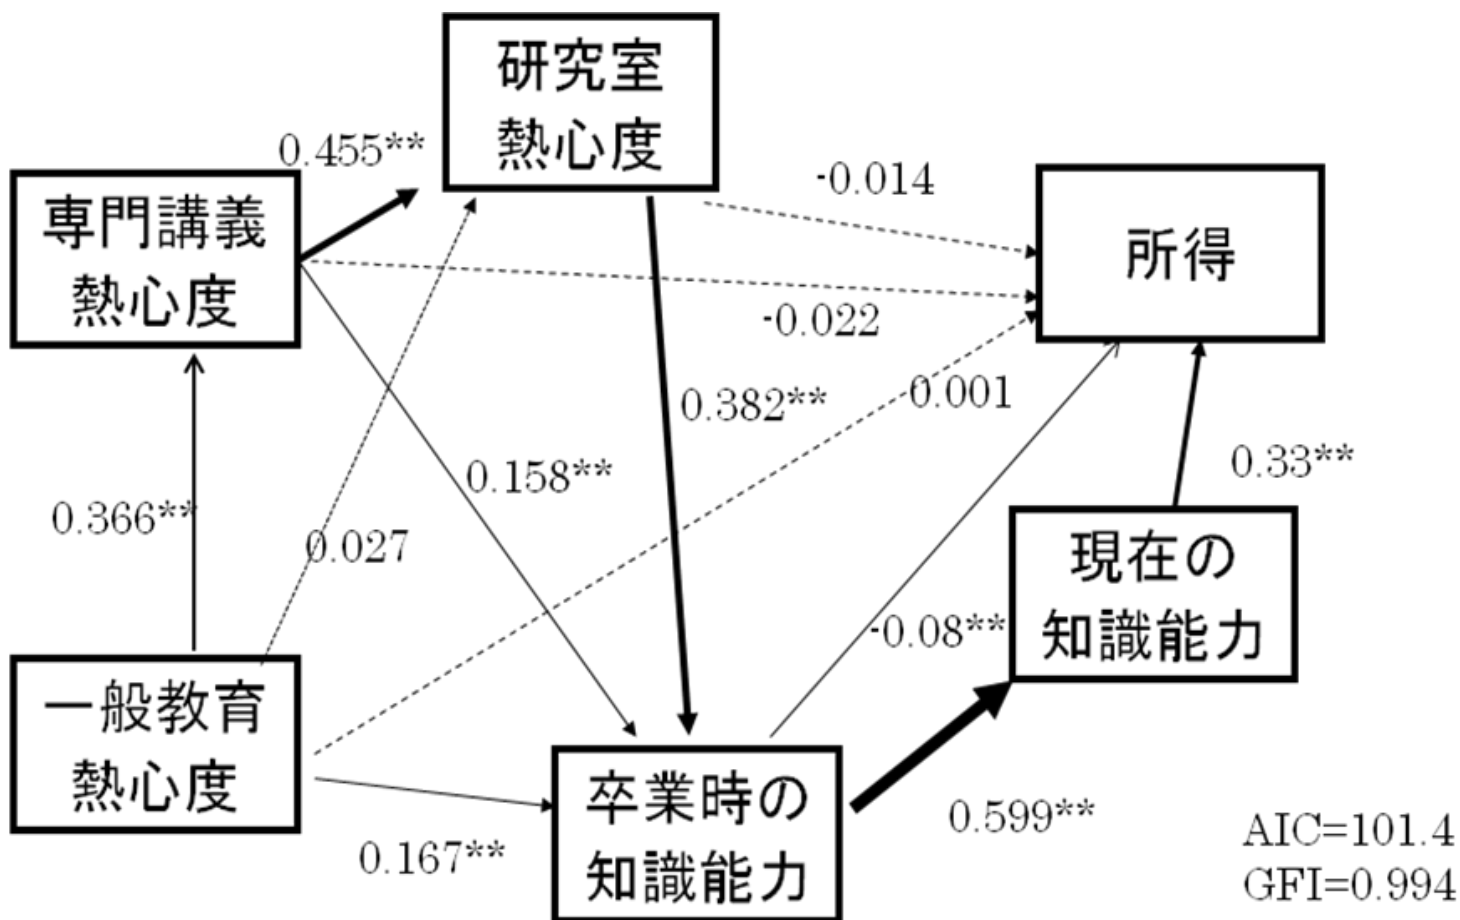 研究室
熱心度
0.455**
専門講義
熱心度
-0.014
所得
-0.022
0.001
0.382**
0.158**
0.33**
0.366**
0.027
現在の
知識能力
-0.08**
一般教育
熱心度
卒業時の
知識能力
0.599**
0.167**
AIC=101.4
GFI=0.994